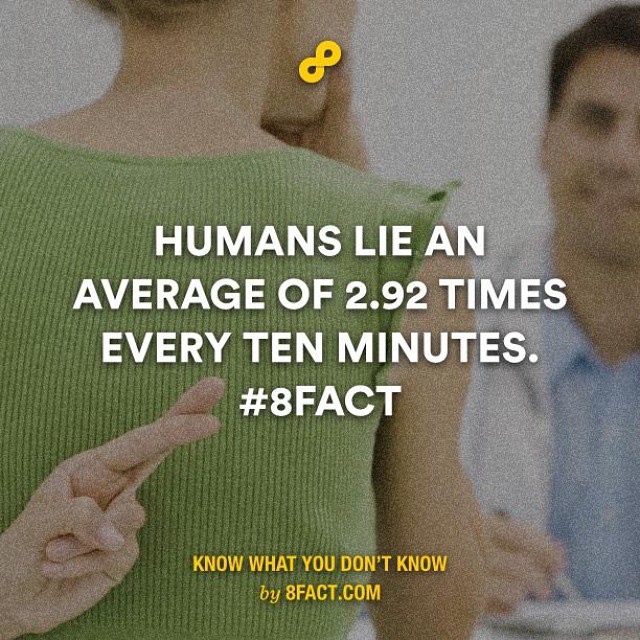 HUMANS LIE AN
AVERAGE OF 2.92 TIMES
EVERY TEN MINUTES.
#8FACT
KNOW WHAT YOU DON'T KNOW
by 8FACT.COM